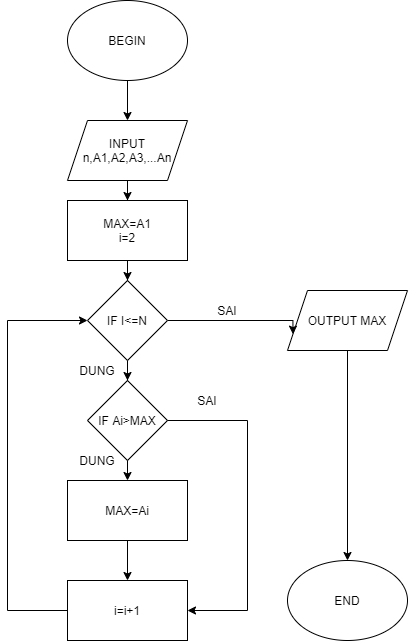 BEGIN
INPUT
n,A1,A2,A3,...An
MAX=A1
i=2
IF I<=N
SAI
OUTPUT MAX
DUNG
SAI
IF Ai>MAX
DUNG
MAX=Ai
i=i+1
END